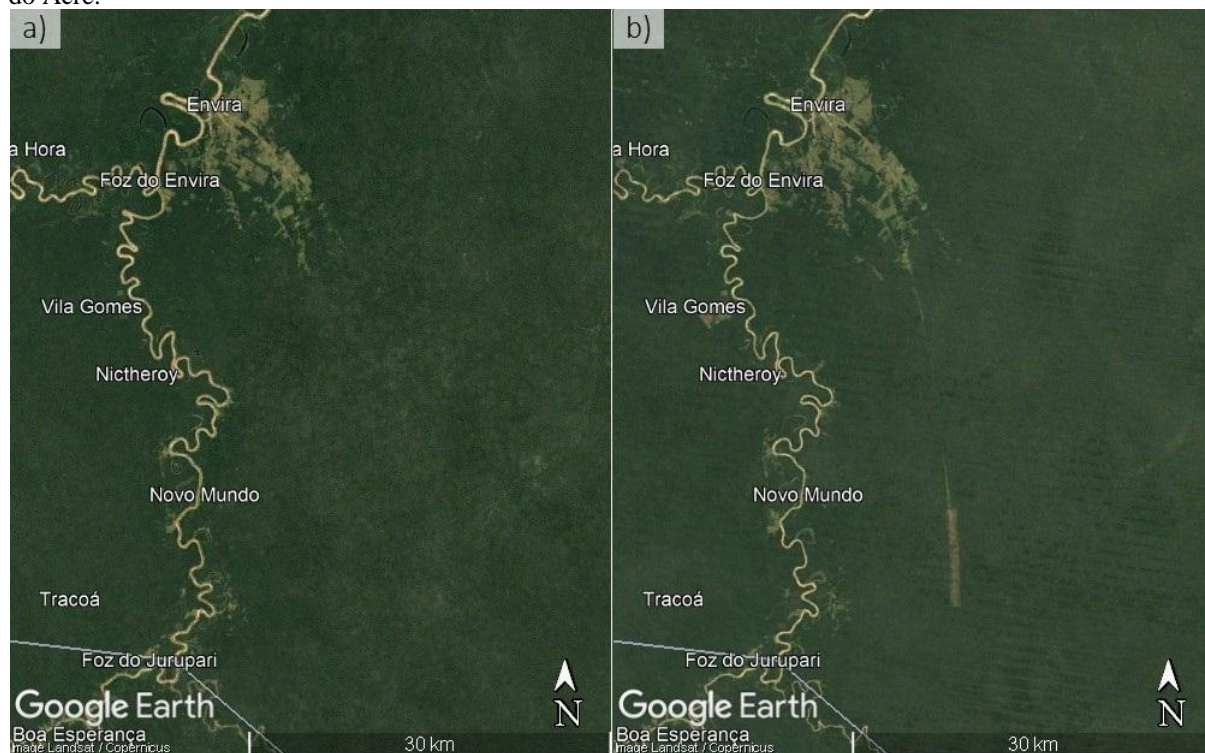 do Acre.
a)
Envira
a Hora
Foz do Envira
Vila Gomes
Nictheroy
Novo Mundo
Tracoá
Foz do Jurupari
Google Earth
Boa Esperança
Image Landsat / Copernicus
30 km
N
b)
Envira
a Hora
Foz do Envira
Vila Gomes
Nictheroy
Novo Mundo
Tracoá
Foz do Jurupari
Google Earth
Boa Esperança
Image Landsat / Copernicus
30 km
N